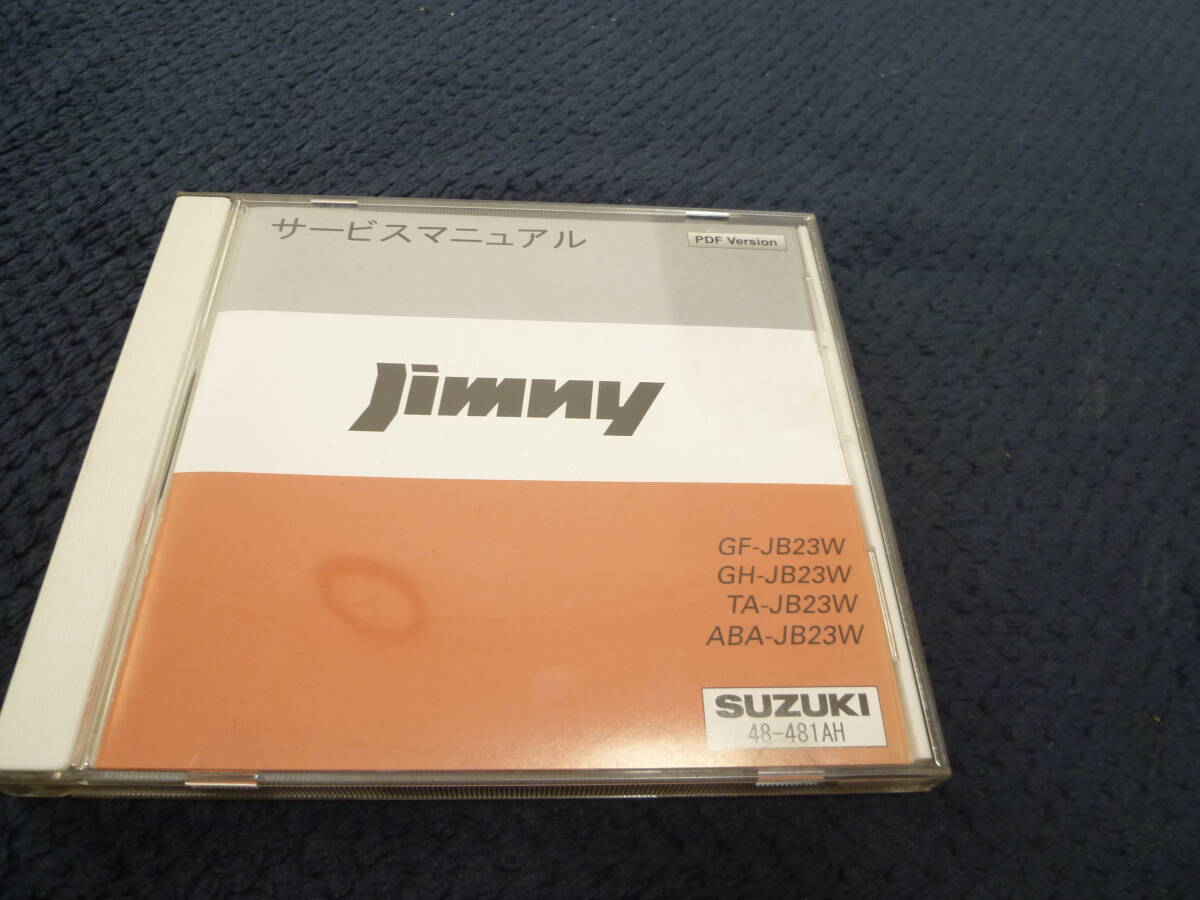 サービスマニュアル
PDF Version
Jimny
GF-JB23W
GH-JB23W
TA-JB23W
ABA-JB23W
SUZUKI
48-481AH